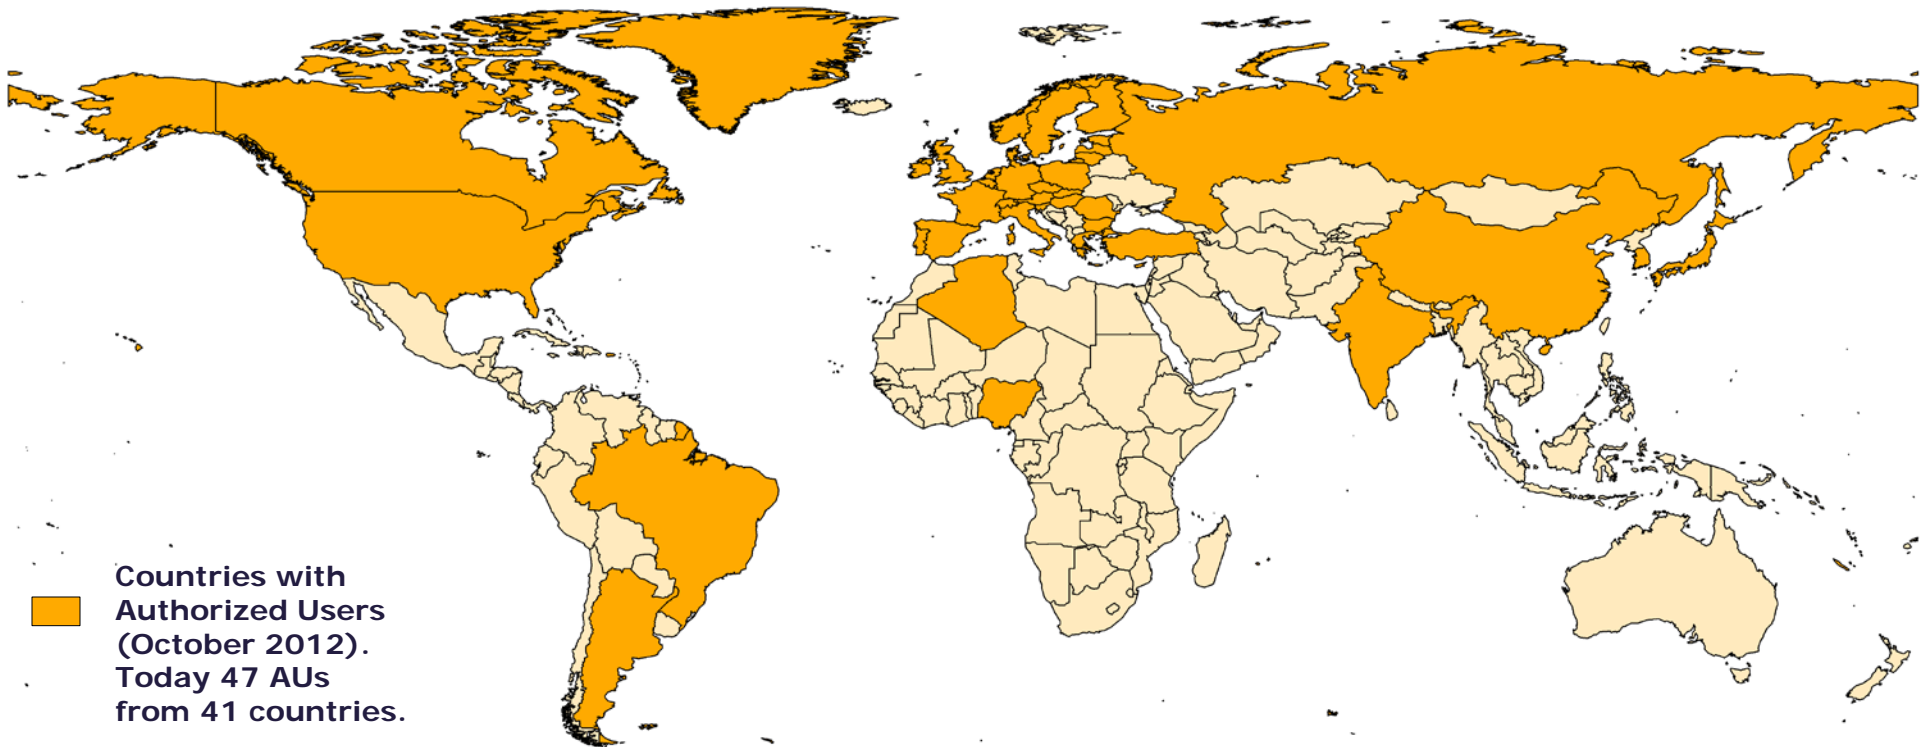 Countries with
Authorized Users
(October 2012).
Today 47 AUs
from 41 countries.